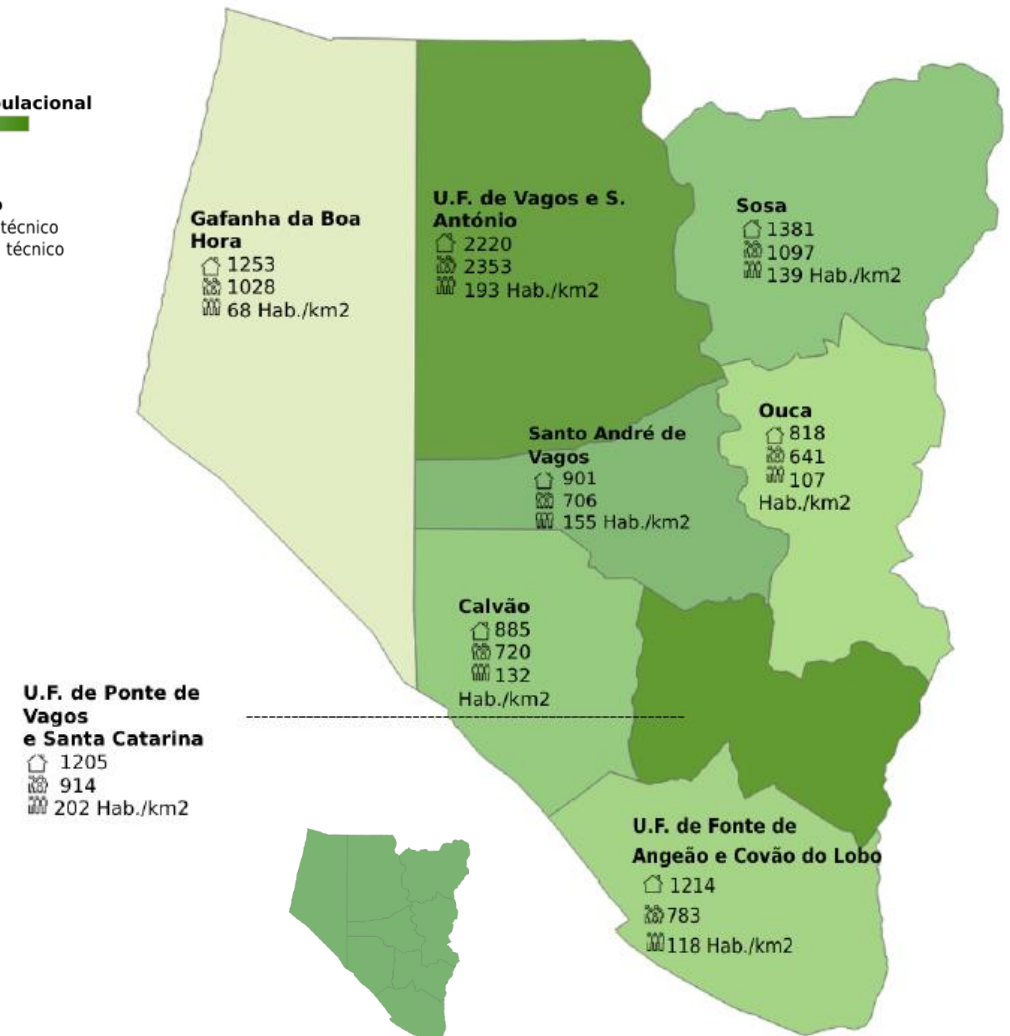 ulacional
técnico
técnico
Gafanha da Boa
Hora
1253
1028
68 Hab./km2
U.F. de Vagos e S.
António
2220
2353
193 Hab./km2
Sosa
1381
1097
139 Hab./km2
Ouca
818
641
107
Hab./km2
Santo André de
Vagos
901
706
155 Hab./km2
Calvão
885
720
132
Hab./km2
U.F. de Ponte de
Vagos
e Santa Catarina
1205
914
202 Hab./km2
U.F. de Fonte de
Angeão e Covão do Lobo
1214
783
118 Hab./km2